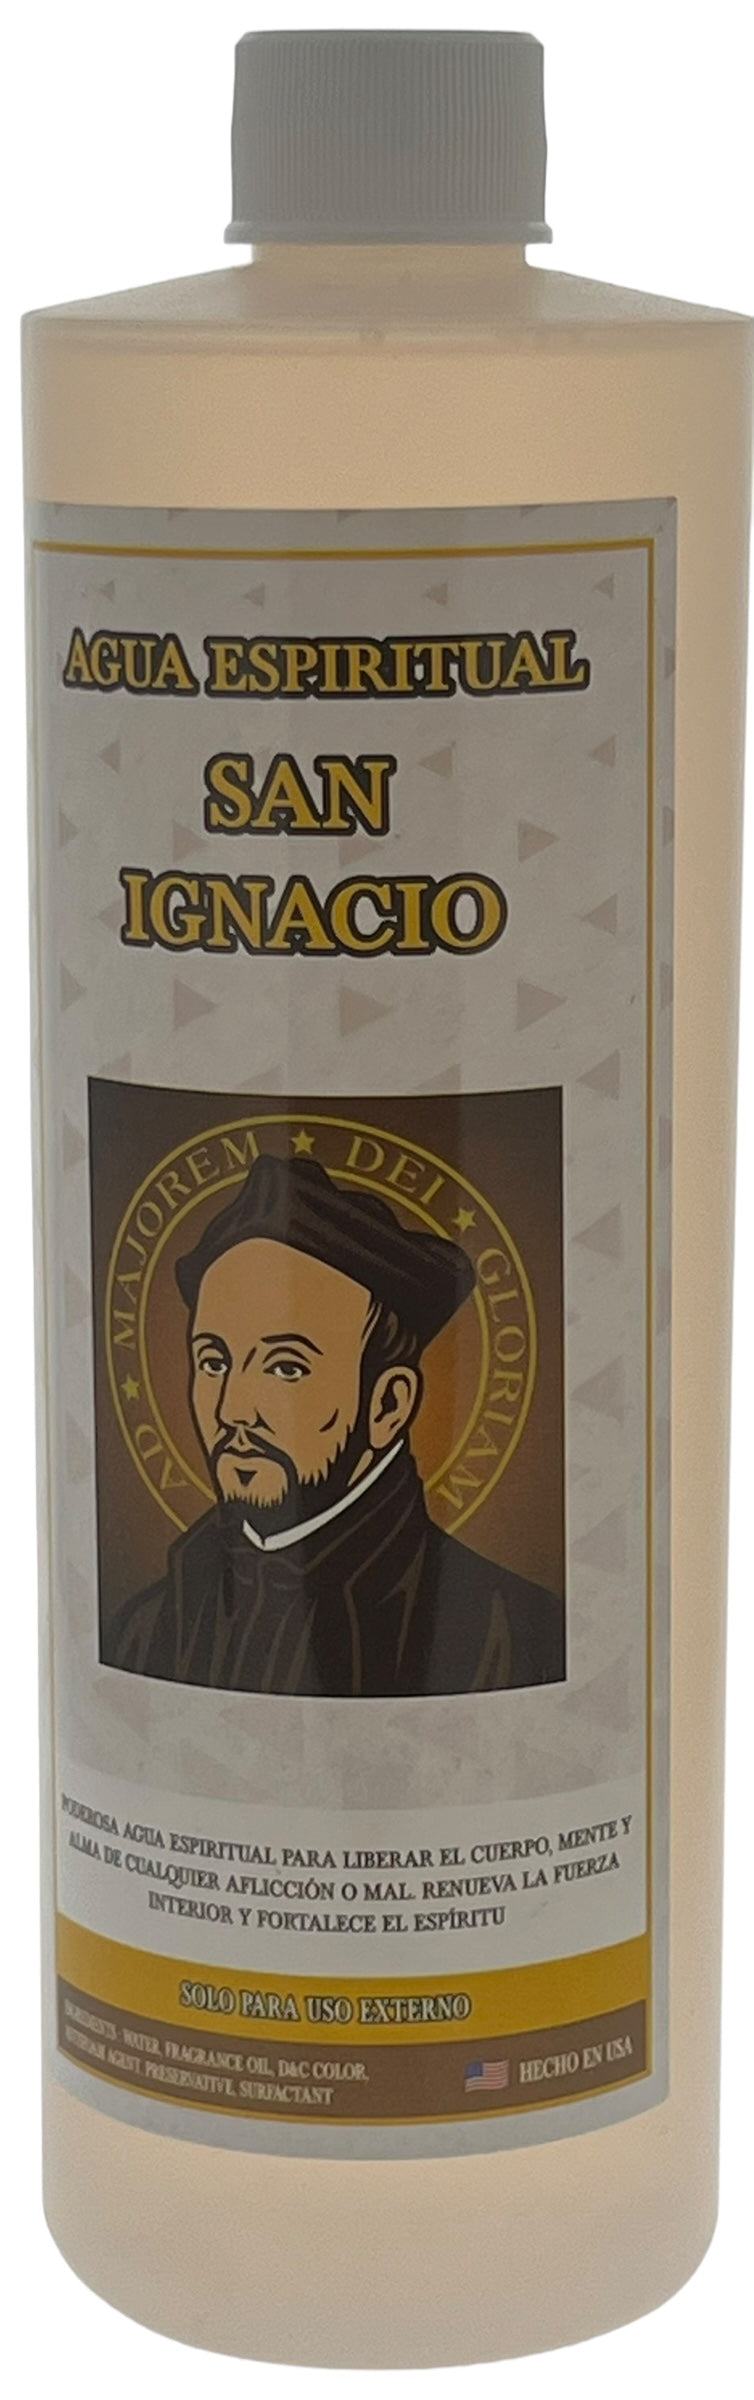 AGUA ESPIRITUAL
SAN
IGNACIO
AD ★ MAJOREM ★ DEI ★ GLORIAM
PODEROSA AGUA ESPIRITUAL PARA LIBERAR EL CUERPO, MENTE Y
ALMA DE CUALQUIER AFLICCIÓN O MAL. RENUEVA LA FUERZA
INTERIOR Y FORTALECE EL ESPÍRITU
SOLO PARA USO EXTERNO
INGREDIENTS : WATER, FRAGRANCE OIL, D&C COLOR,
AGENT, PRESERVATIVE, SURFACTANT
HECHO EN USA